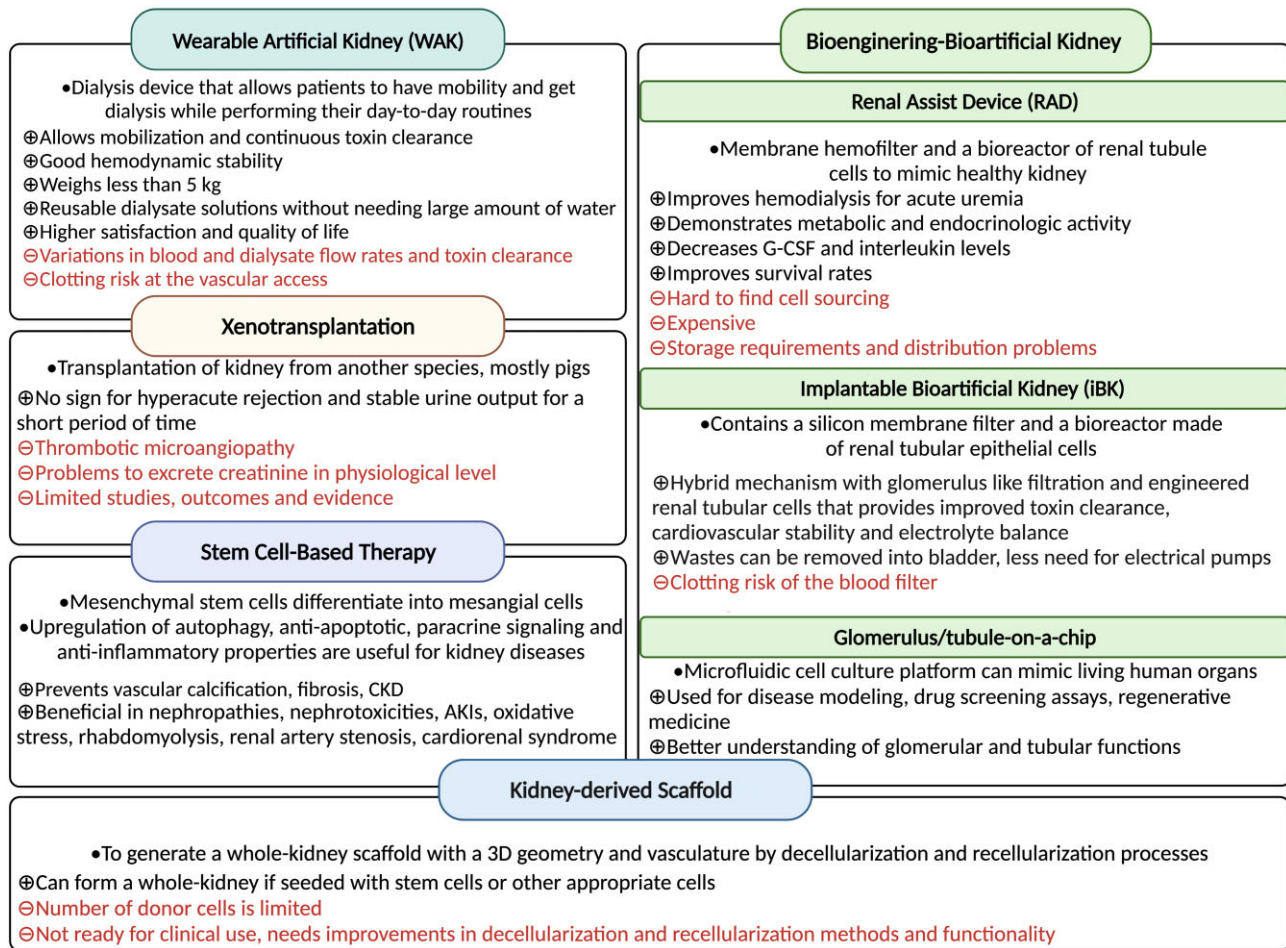 Wearable Artificial Kidney (WAK)
•Dialysis device that allows patients to have mobility and get
dialysis while performing their day-to-day routines
⊕Allows mobilization and continuous toxin clearance
⊕Good hemodynamic stability
⊕Weighs less than 5 kg
⊕Reusable dialysate solutions without needing large amount of water
⊕Higher satisfaction and quality of life
⊖Variations in blood and dialysate flow rates and toxin clearance
⊖Clotting risk at the vascular access
Xenotransplantation
•Transplantation of kidney from another species, mostly pigs
⊕No sign for hyperacute rejection and stable urine output for a
short period of time
⊖Thrombotic microangiopathy
⊖Problems to excrete creatinine in physiological level
⊖Limited studies, outcomes and evidence
Stem Cell-Based Therapy
•Mesenchymal stem cells differentiate into mesangial cells
•Upregulation of autophagy, anti-apoptotic, paracrine signaling and
anti-inflammatory properties are useful for kidney diseases
⊕Prevents vascular calcification, fibrosis, CKD
⊕Beneficial in nephropathies, nephrotoxicities, AKIs, oxidative
stress, rhabdomyolysis, renal artery stenosis, cardiorenal syndrome
Bioenginering-Bioartificial Kidney
Renal Assist Device (RAD)
•Membrane hemofilter and a bioreactor of renal tubule
cells to mimic healthy kidney
⊕Improves hemodialysis for acute uremia
⊕Demonstrates metabolic and endocrinologic activity
⊕Decreases G-CSF and interleukin levels
⊕Improves survival rates
⊖Hard to find cell sourcing
⊖Expensive
⊖Storage requirements and distribution problems
Implantable Bioartificial Kidney (iBK)
•Contains a silicon membrane filter and a bioreactor made
of renal tubular epithelial cells
⊕Hybrid mechanism with glomerulus like filtration and engineered
renal tubular cells that provides improved toxin clearance,
cardiovascular stability and electrolyte balance
⊕Wastes can be removed into bladder, less need for electrical pumps
⊖Clotting risk of the blood filter
Glomerulus/tubule-on-a-chip
•Microfluidic cell culture platform can mimic living human organs
⊕Used for disease modeling, drug screening assays, regenerative
medicine
⊕Better understanding of glomerular and tubular functions
Kidney-derived Scaffold
•To generate a whole-kidney scaffold with a 3D geometry and vasculature by decellularization and recellularization processes
⊕Can form a whole-kidney if seeded with stem cells or other appropriate cells
⊖Number of donor cells is limited
⊖Not ready for clinical use, needs improvements in decellularization and recellularization methods and functionality